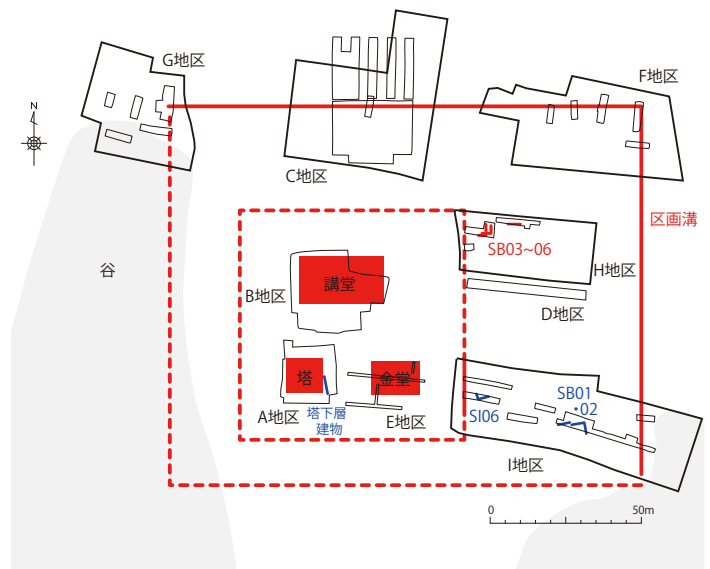 G地区
F地区
N
C地区
区画溝
SB03~06
谷
H地区
講堂
B地区
D地区
塔
金堂
SB01
・02
SI06
A地区
塔下層
建物
E地区
I地区
0
50m